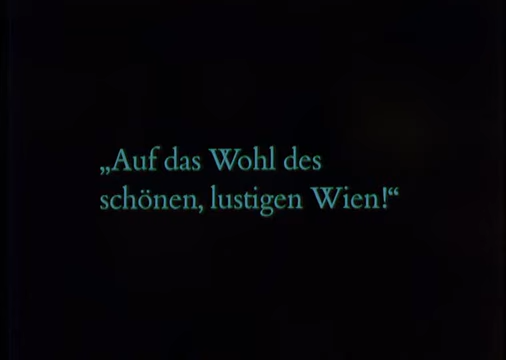 „Auf das Wohl des
schönen, lustigen Wien!“